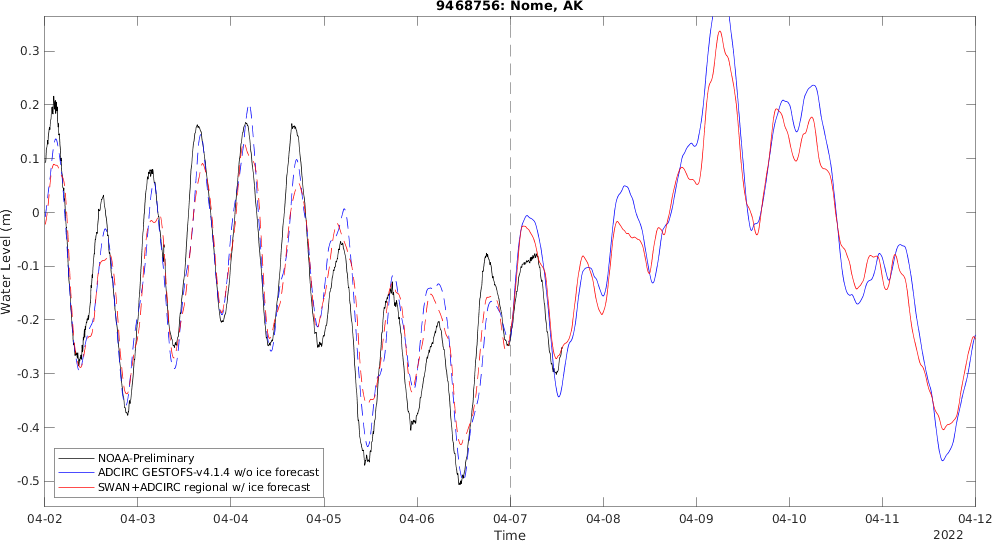 9468756: Nome, AK
0.3
0.2
0.1
0
-0.1
-0.2
-0.3
-0.4
-0.5
Water Level (m)
NOAA-Preliminary
ADCIRC GESTOFS-v4.1.4 w/o ice forecast
SWAN+ADCIRC regional w/ ice forecast
04-02 04-03 04-04 04-05 04-06 04-07 04-08 04-09 04-10 04-11 04-12
Time
2022